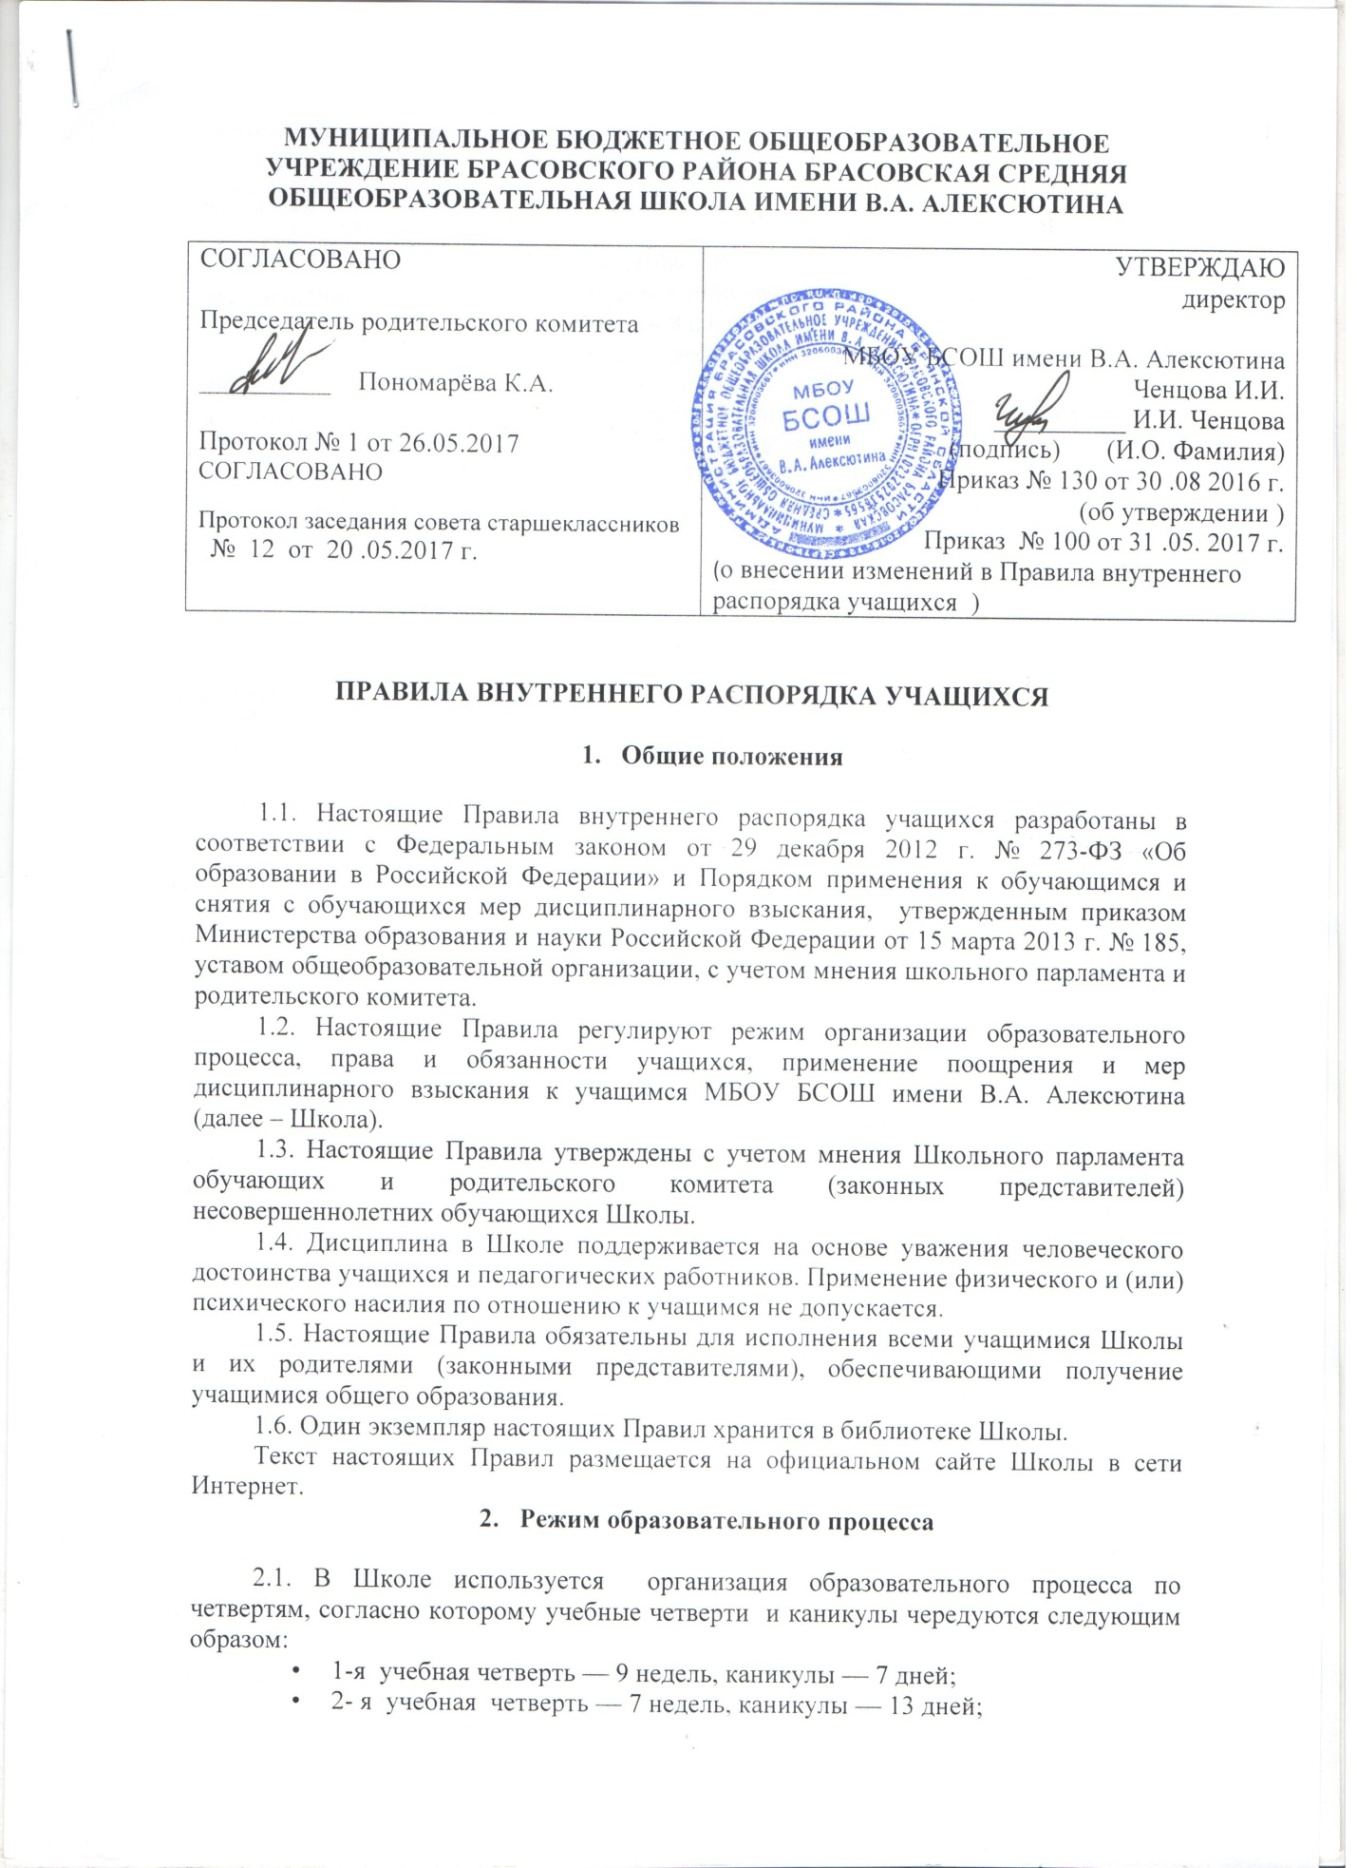 МУНИЦИПАЛЬНОЕ БЮДЖЕТНОЕ ОБЩЕОБРАЗОВАТЕЛЬНОЕ
УЧРЕЖДЕНИЕ БРАСОВСКОГО РАЙОНА БРАСОВСКАЯ СРЕДНЯЯ
ОБЩЕОБРАЗОВАТЕЛЬНАЯ ШКОЛА ИМЕНИ В.А. АЛЕКСЮТИНА
СОГЛАСОВАНО
Председатель родительского комитета
Пономарёва К.А.
Протокол № 1 от 26.05.2017
СОГЛАСОВАНО
Протокол заседания совета старшеклассников
№ 12 от 20 .05.2017 г.
УТВЕРЖДАЮ
директор
МБОУ БСОШ имени В.А. Алексютина
Ченцова И.И.
И.И. Ченцова
(подпись) (И.О. Фамилия)
Приказ № 130 от 30 .08 2016 г.
(об утверждении )
Приказ № 100 от 31 .05. 2017 г.
(о внесении изменений в Правила внутреннего
распорядка учащихся )
МБОУ
БСОШ
имени
В.А.Алексютина
ПРАВИЛА ВНУТРЕННЕГО РАСПОРЯДКА УЧАЩИХСЯ
1. Общие положения
1.1. Настоящие Правила внутреннего распорядка учащихся разработаны в
соответствии с Федеральным законом от 29 декабря 2012 г. № 273-ФЗ «Об
образовании в Российской Федерации» и Порядком применения к обучающимся и
снятия с обучающихся мер дисциплинарного взыскания, утвержденным приказом
Министерства образования и науки Российской Федерации от 15 марта 2013 г. № 185,
уставом общеобразовательной организации, с учетом мнения школьного парламента и
родительского комитета.
1.2. Настоящие Правила регулируют режим организации образовательного
процесса, права и обязанности учащихся, применение поощрения и мер
дисциплинарного взыскания к учащимся МБОУ БСОШ имени В.А. Алексютина
(далее – Школа).
1.3. Настоящие Правила утверждены с учетом мнения Школьного парламента
обучающих и родительского комитета (законных представителей)
несовершеннолетних обучающихся Школы.
1.4. Дисциплина в Школе поддерживается на основе уважения человеческого
достоинства учащихся и педагогических работников. Применение физического и (или)
психического насилия по отношению к учащимся не допускается.
1.5. Настоящие Правила обязательны для исполнения всеми учащимися Школы
и их родителями (законными представителями), обеспечивающими получение
учащимися общего образования.
1.6. Один экземпляр настоящих Правил хранится в библиотеке Школы.
Текст настоящих Правил размещается на официальном сайте Школы в сети
Интернет.
2. Режим образовательного процесса
2.1. В Школе используется организация образовательного процесса по
четвертям, согласно которому учебные четверти и каникулы чередуются следующим
образом:
• 1-я учебная четверть — 9 недель, каникулы — 7 дней;
• 2- я учебная четверть — 7 недель, каникулы — 13 дней;